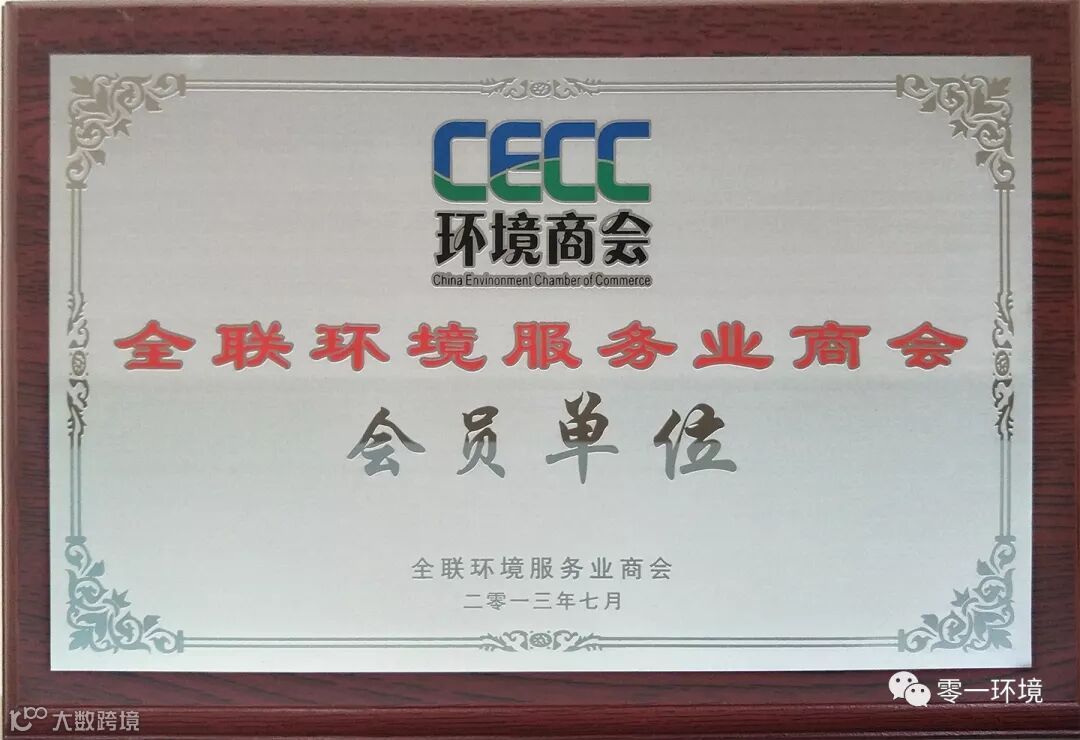 CECC
环境商会
China Environment Chamber of Commerce
全联环境服务业商会
会员单位
全联环境服务业商会
二零一三年七月
零一环境
大数跨境